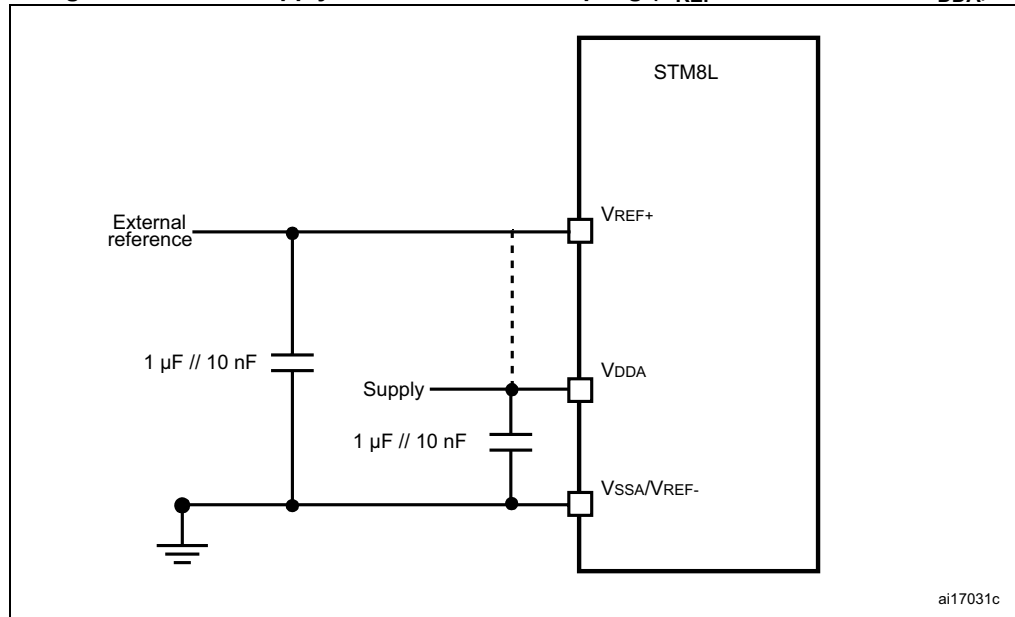 STM8L
VREF+
External
reference
1 µF // 10 nF
VDDA
Supply
1 µF // 10 nF
VSSA/VREF-
ai17031c